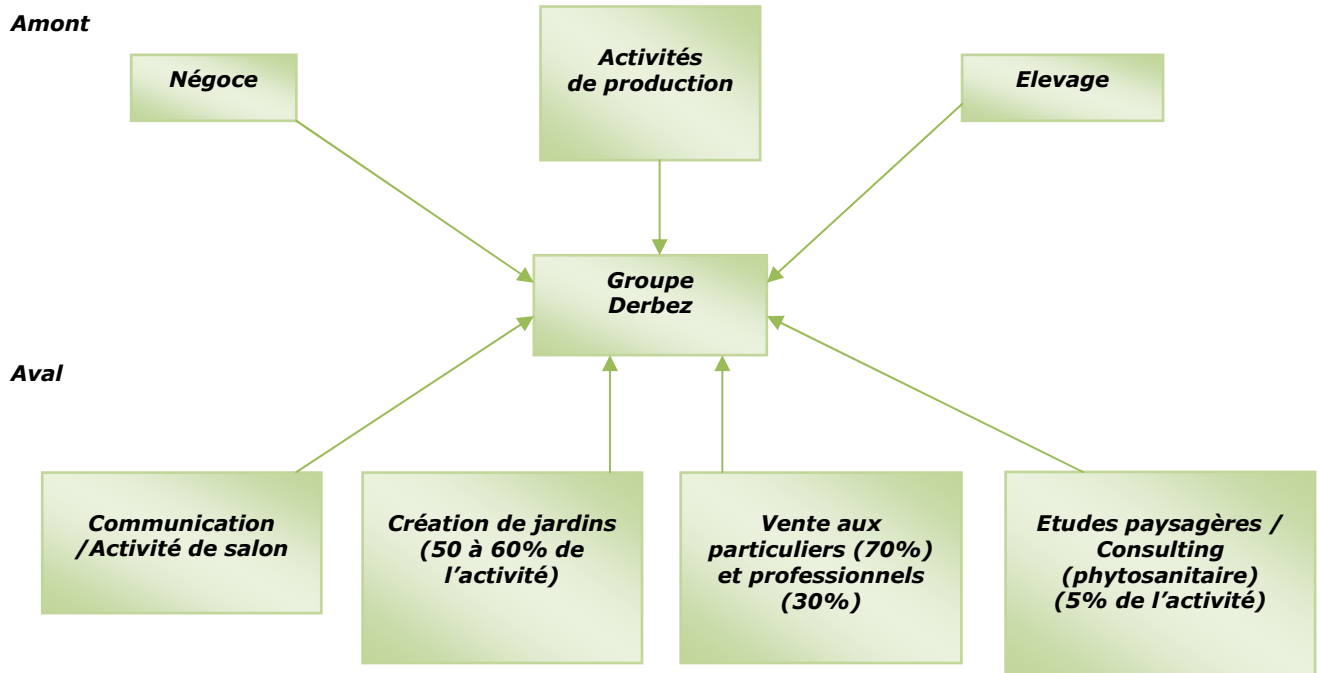 Amont
Négoce
Activités
de production
Elevage
Groupe
Derbez
Aval
Communication
/Activité de salon
Création de jardins
(50 à 60% de
l’activité)
Vente aux
particuliers (70%)
et professionnels
(30%)
Etudes paysagères /
Consulting
(phytosanitaire)
(5% de l’activité)